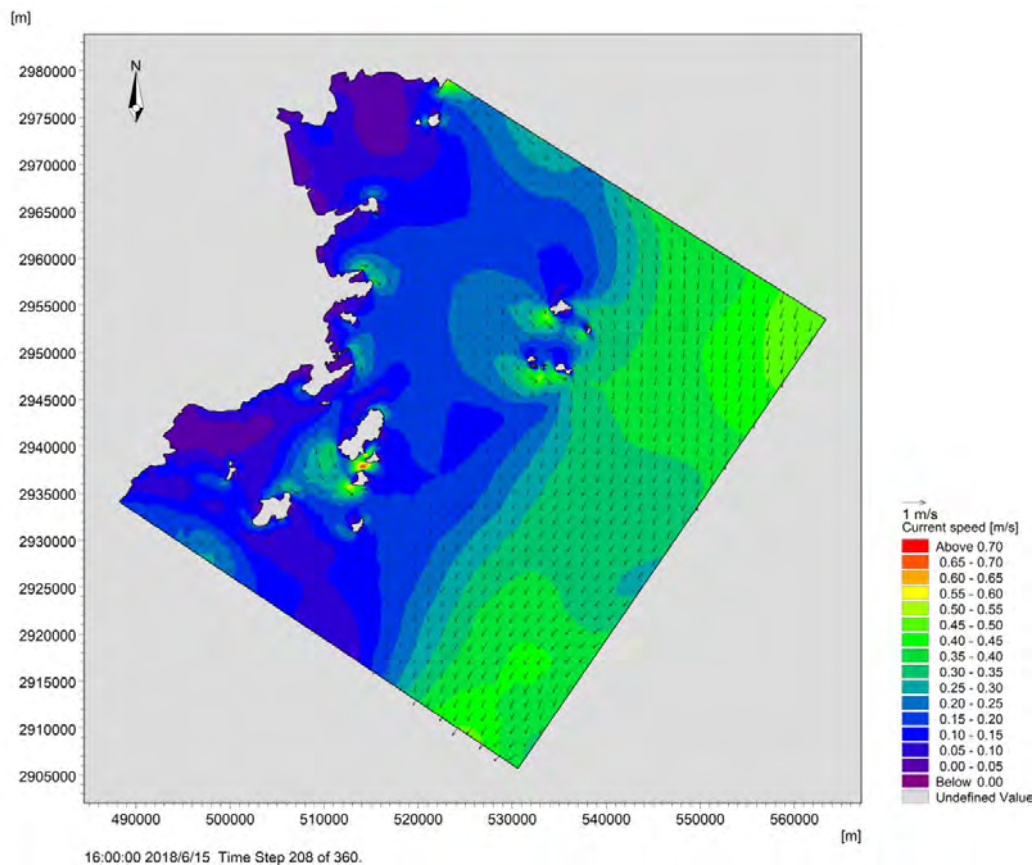 [m]
2980000
N
2975000
2970000
2965000
2960000
2955000
2950000
2945000
2940000
2935000
2930000
2925000
2920000
2915000
2910000
2905000
490000 500000 510000 520000 530000 540000 550000 560000
[m]
1 m/s
Current speed [m/s]
Above 0.70
0.65 - 0.70
0.60 - 0.65
0.55 - 0.60
0.50 - 0.55
0.45 - 0.50
0.40 - 0.45
0.35 - 0.40
0.30 - 0.35
0.25 - 0.30
0.20 - 0.25
0.15 - 0.20
0.10 - 0.15
0.05 - 0.10
0.00 - 0.05
Below 0.00
Undefined Value
16:00:00 2018/6/15 Time Step 208 of 360.